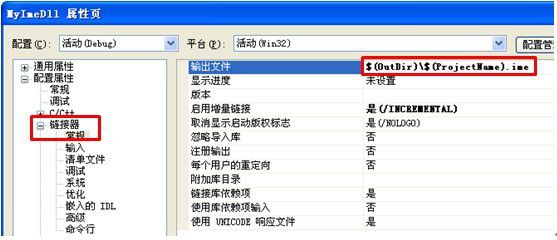 MyImeDll 属性页
配置(C): 活动(Debug) 平台(P): 活动(Win32) 配置管
通用属性
配置属性
常规
调试
C/C++
链接器
常规
输入
清单文件
调试
系统
优化
嵌入的 IDL
高级
命令行
输出文件 $(OutDir)\$(ProjectName).ime
显示进度 未设置
版本
启用增量链接 是(/INCREMENTAL)
取消显示启动版权标志 是(/NOLOGO)
忽略导入库 否
注册输出 否
每个用户的重定向 否
附加库目录
链接库依赖项 是
使用库依赖项输入 否
使用 UNICODE 响应文件 是